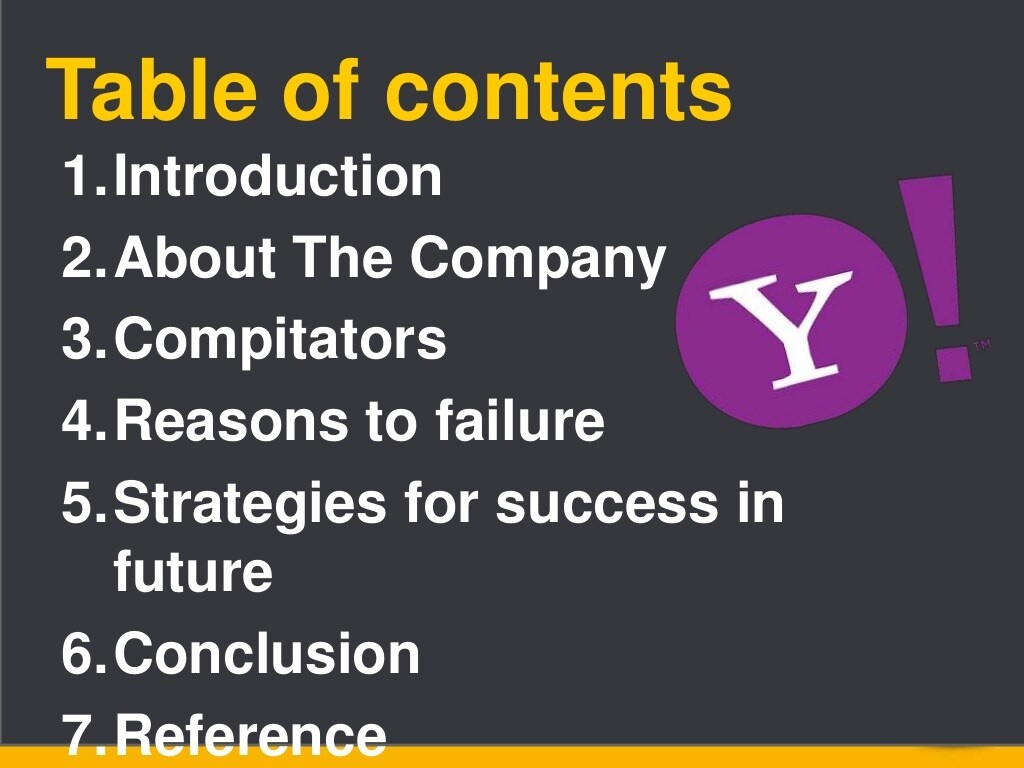 Table of contents
1. Introduction
2. About The Company
3. Compitators
4. Reasons to failure
5. Strategies for success in
future
6. Conclusion
7. Reference
Y!
™